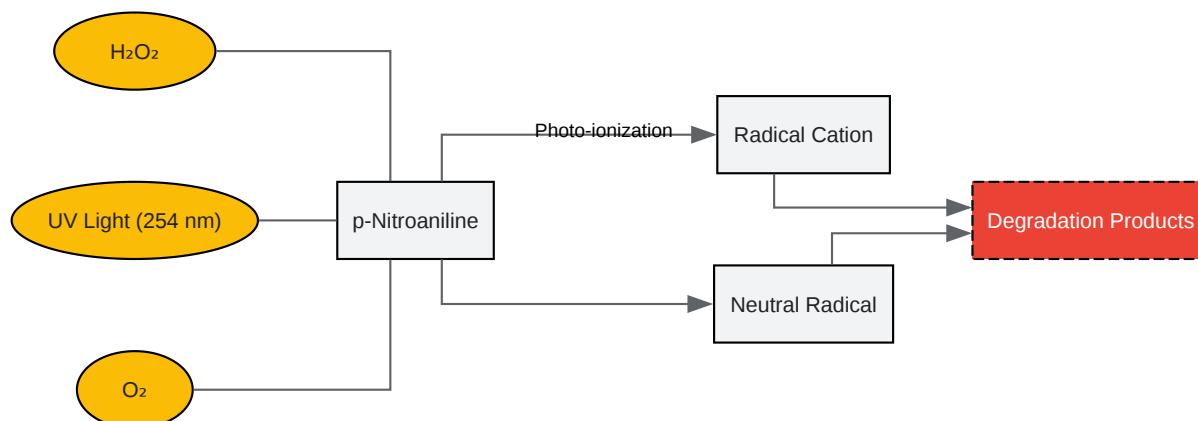 H₂O₂
Photo-ionization
Radical Cation
UV Light (254 nm)
p-Nitroaniline
Degradation Products
Neutral Radical
O₂